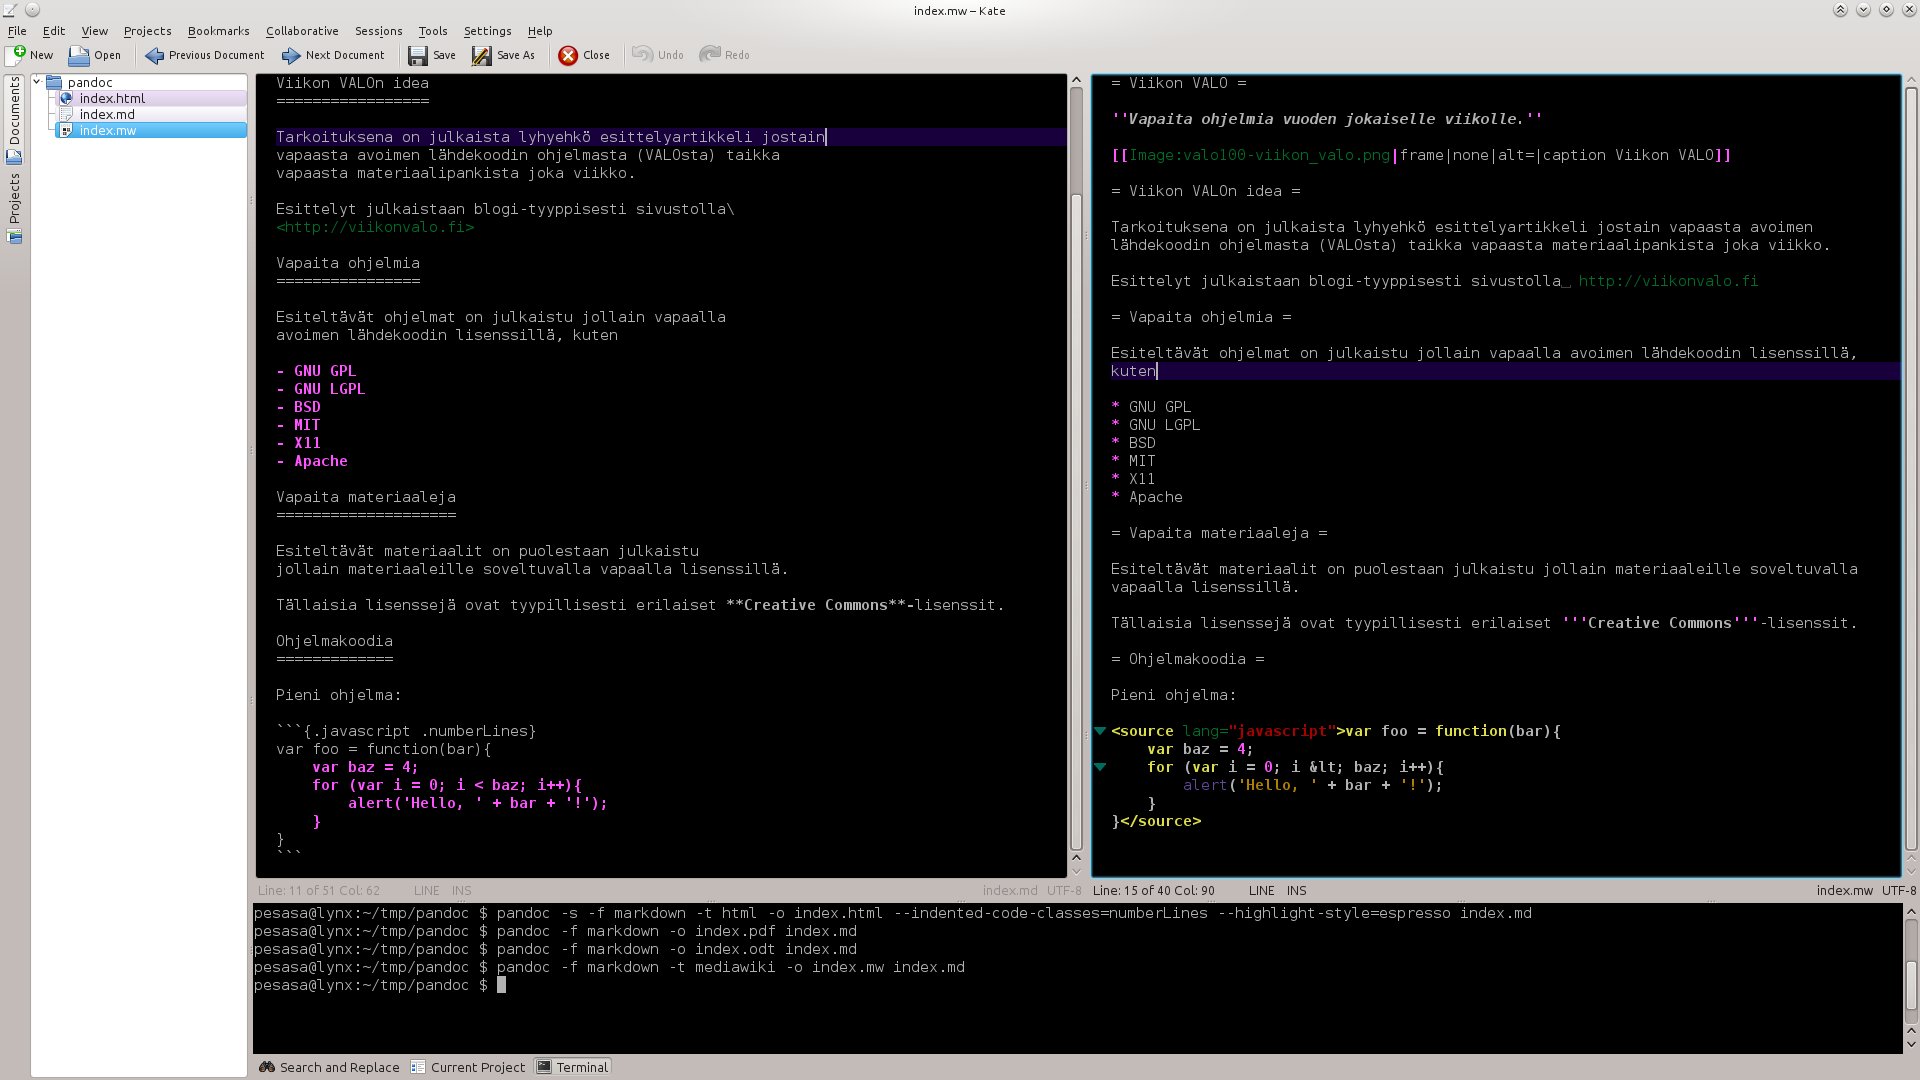 index.mw – Kate
File Edit View Projects Bookmarks Collaborative Sessions Tools Settings Help
New Open Previous Document Next Document Save Save As Close Undo Redo
Documents
Projects
pandoc
index.html
index.md
index.mw
Viikon VALOn idea
=================
Tarkoituksena on julkaista lyhyehkö esittelyartikkeli jostain
vapaasta avoimen lähdekoodin ohjelmasta (VALOsta) taikka
vapaasta materiaalipankista joka viikko.
Esittelyt julkaistaan blogi-tyyppisesti sivustolla\
<http://viikonvalo.fi>
Vapaita ohjelmia
================
Esiteltävät ohjelmat on julkaistu jollain vapaalla
avoimen lähdekoodin lisenssillä, kuten
- GNU GPL
- GNU LGPL
- BSD
- MIT
- X11
- Apache
Vapaita materiaaleja
====================
Esiteltävät materiaalit on puolestaan julkaistu
jollain materiaaleille soveltuvalla vapaalla lisenssillä.
Tällaisia lisenssejä ovat tyypillisesti erilaiset **Creative Commons**-lisenssit.
Ohjelmakoodia
=============
Pieni ohjelma:
```{.javascript .numberLines}
var foo = function(bar){
    var baz = 4;
    for (var i = 0; i < baz; i++){
        alert('Hello, ' + bar + '!');
    }
}
```
Line: 11 of 51 Col: 62 LINE INS index.md UTF-8
= Viikon VALO =
''Vapaita ohjelmia vuoden jokaiselle viikolle.''
[[Image:valo100-viikon_valo.png|frame|none|alt=|caption Viikon VALO]]
= Viikon VALOn idea =
Tarkoituksena on julkaista lyhyehkö esittelyartikkeli jostain vapaasta avoimen
lähdekoodin ohjelmasta (VALOsta) taikka vapaasta materiaalipankista joka viikko.
Esittelyt julkaistaan blogi-tyyppisesti sivustolla_ http://viikonvalo.fi
= Vapaita ohjelmia =
Esiteltävät ohjelmat on julkaistu jollain vapaalla avoimen lähdekoodin lisenssillä,
kuten
* GNU GPL
* GNU LGPL
* BSD
* MIT
* X11
* Apache
= Vapaita materiaaleja =
Esiteltävät materiaalit on puolestaan julkaistu jollain materiaaleille soveltuvalla
vapaalla lisenssillä.
Tällaisia lisenssejä ovat tyypillisesti erilaiset '''Creative Commons'''-lisenssit.
= Ohjelmakoodia =
Pieni ohjelma:
<source lang="javascript">var foo = function(bar){
    var baz = 4;
    for (var i = 0; i &lt; baz; i++){
        alert('Hello, ' + bar + '!');
    }
}</source>
Line: 15 of 40 Col: 90 LINE INS index.mw UTF-8
pesasa@lynx:~/tmp/pandoc $ pandoc -s -f markdown -t html -o index.html --indented-code-classes=numberLines --highlight-style=espresso index.md
pesasa@lynx:~/tmp/pandoc $ pandoc -f markdown -o index.pdf index.md
pesasa@lynx:~/tmp/pandoc $ pandoc -f markdown -o index.odt index.md
pesasa@lynx:~/tmp/pandoc $ pandoc -f markdown -t mediawiki -o index.mw index.md
pesasa@lynx:~/tmp/pandoc $
Search and Replace Current Project Terminal